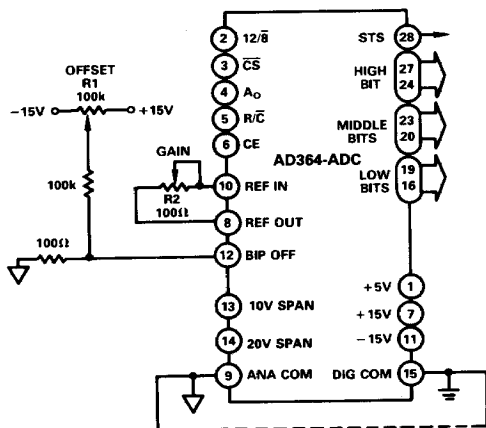 2 12/8̅
3 C̅S̅
4 AO
5 R/C̅
6 CE
STS 28
HIGH BIT 27 24
MIDDLE BITS 23 20
LOW BITS 19 16
AD364-ADC
OFFSET
R1
100k
−15V +15V
100k
GAIN
R2
100Ω
10 REF IN
8 REF OUT
100Ω
12 BIP OFF
13 10V SPAN
14 20V SPAN
9 ANA COM
+5V 1
+15V 7
−15V 11
DIG COM 15